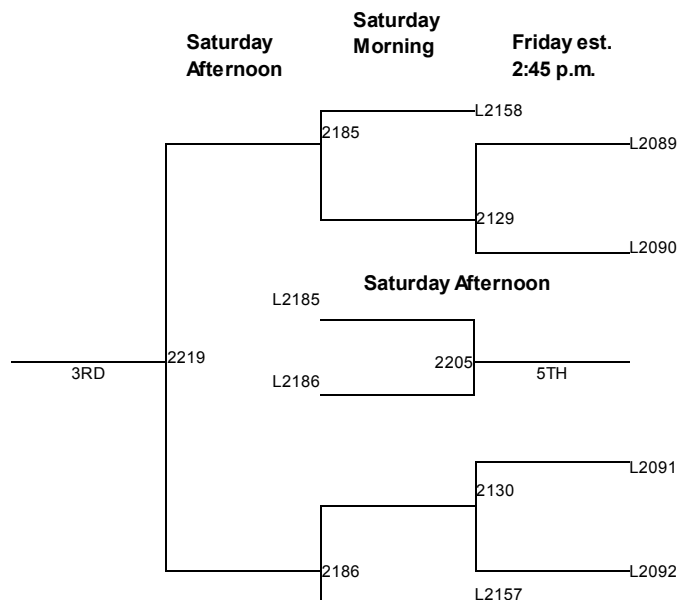 Saturday
Afternoon
Saturday
Morning
Friday est.
2:45 p.m.
L2158
2185
L2089
2129
L2090
Saturday Afternoon
L2185
2219
2205
3RD
5TH
L2186
L2091
2130
2186
L2092
L2157